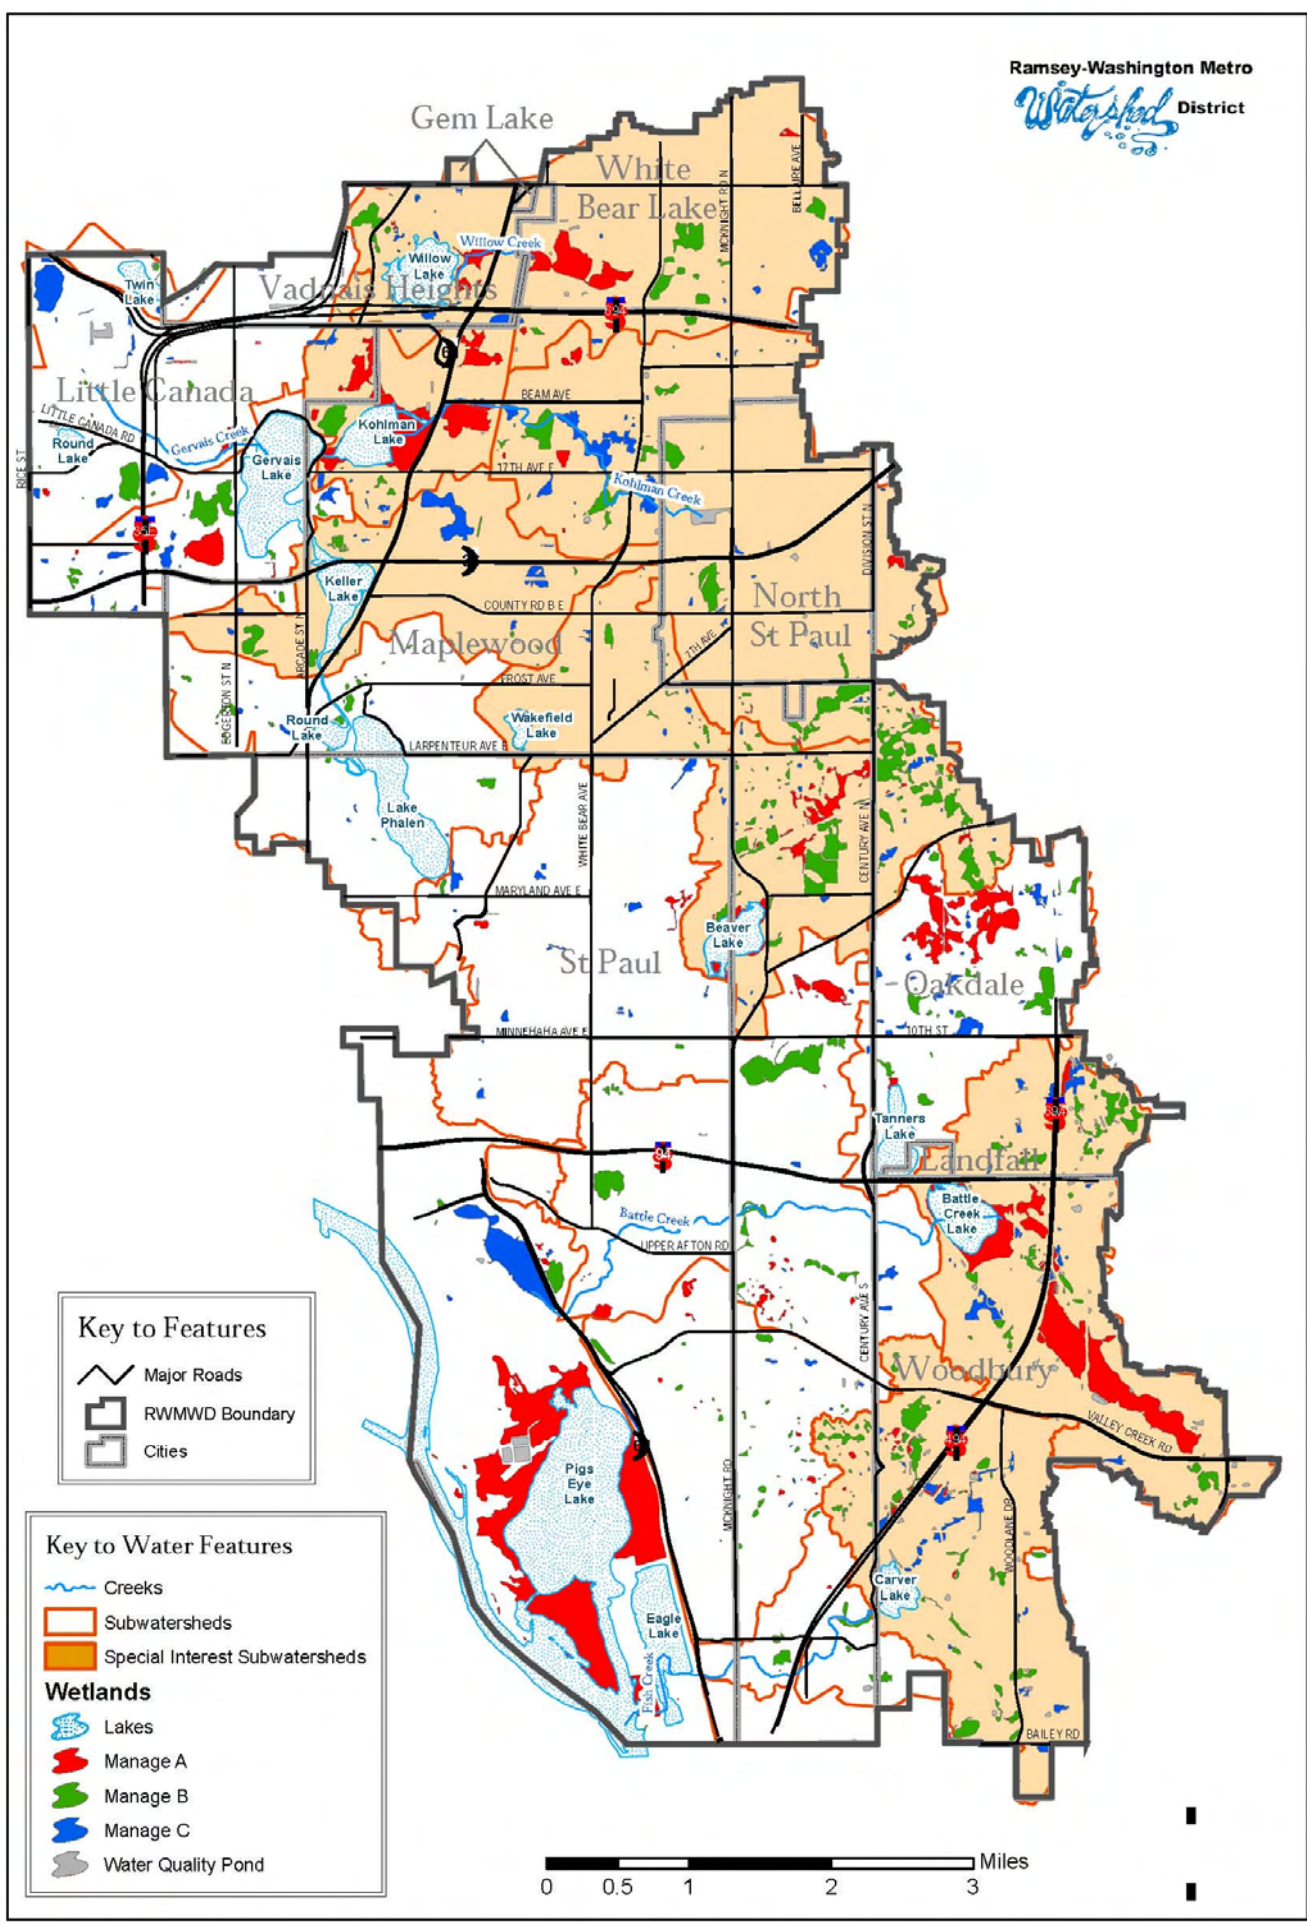 Ramsey-Washington Metro
Watershed District
Gem Lake
White
Bear Lake
MCKNIGHT RD N
BELLAIRE AVE
Willow Creek
Willow
Lake
Twin
Lake
Vadnais Heights
694
61
Little Canada
LITTLE CANADA RD
BEAM AVE
Round
Lake
Gervais Creek
Kohlman
Lake
Gervais
Lake
RICE ST
17TH AVE E
Kohlman Creek
DIVISION ST N
Keller
Lake
COUNTY RD B E
North
St Paul
Maplewood
7TH AVE
ARCADE ST N
EDGERTON ST N
FROST AVE
Round
Lake
Wakefield
Lake
LARPENTEUR AVE E
Lake
Phalen
WHITE BEAR AVE
CENTURY AVE N
MARYLAND AVE E
Beaver
Lake
St Paul
Oakdale
MINNEHAHA AVE E
10TH ST
Tanners
Lake
94
Landfall
Battle
Creek
Lake
Battle Creek
UPPER AFTON RD
CENTURY AVE S
Woodbury
VALLEY CREEK RD
Pigs
Eye
Lake
MCKNIGHT RD
WOODLANE DR
Carver
Lake
Eagle
Lake
Fish Creek
BAILEY RD
Key to Features
Major Roads
RWMWD Boundary
Cities
Key to Water Features
Creeks
Subwatersheds
Special Interest Subwatersheds
Wetlands
Lakes
Manage A
Manage B
Manage C
Water Quality Pond
Miles
0 0.5 1 2 3